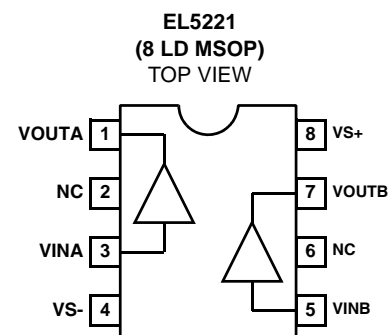 EL5221
(8 LD MSOP)
TOP VIEW
VOUTA 1
8 VS+
NC 2
7 VOUTB
VINA 3
6 NC
VS- 4
5 VINB